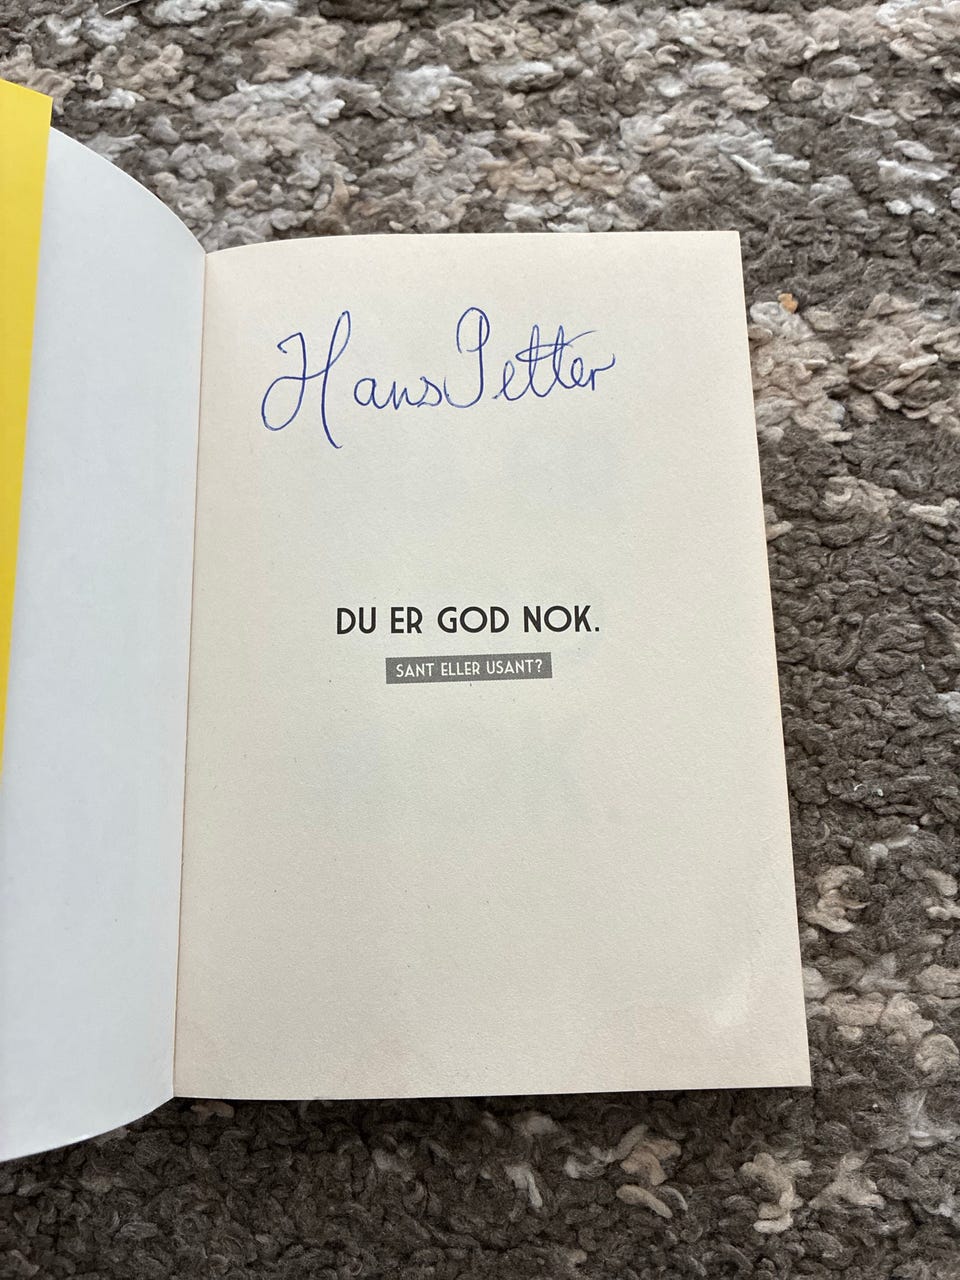 Hans Petter
DU ER GOD NOK.
SANT ELLER USANT?